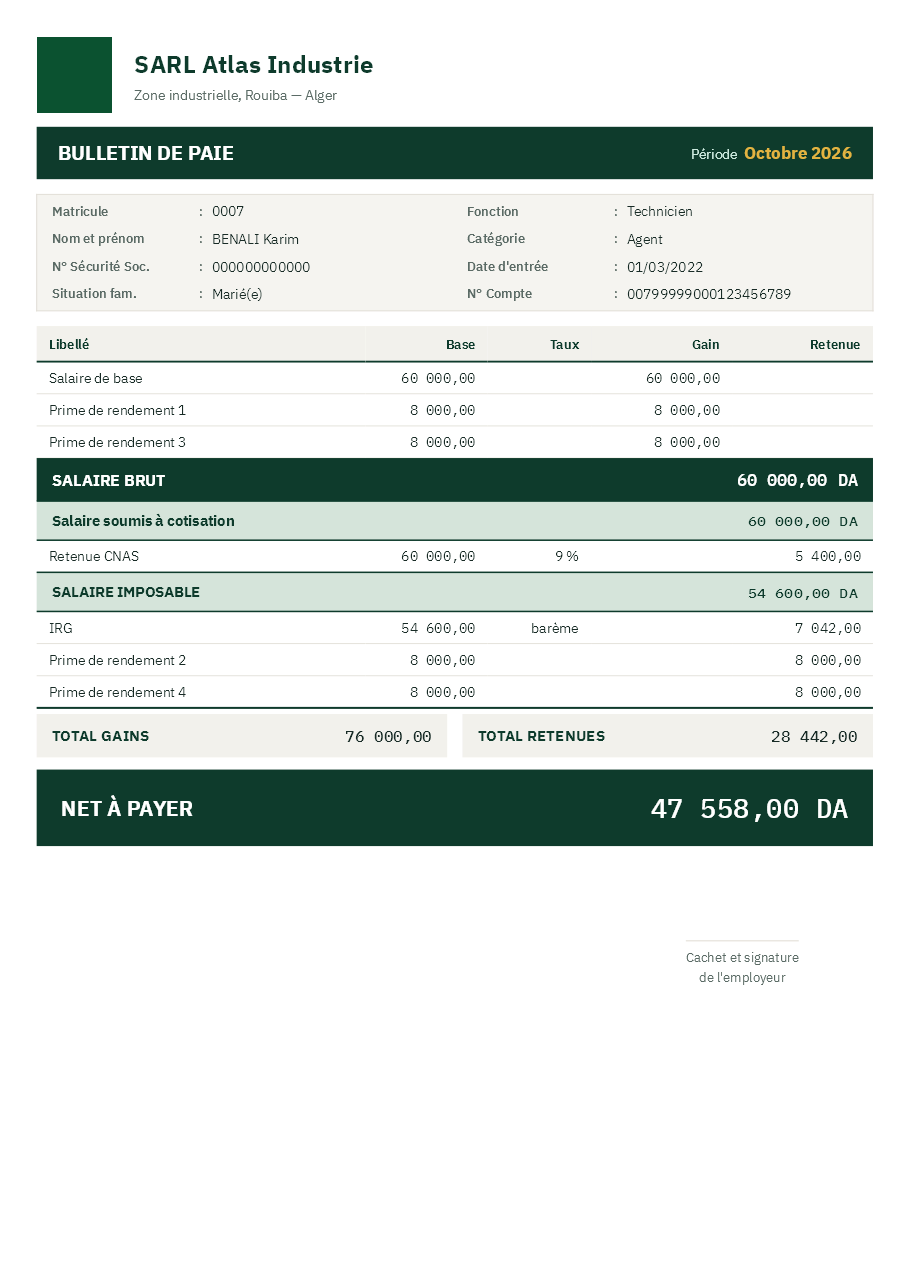 SARL Atlas Industrie
Zone industrielle, Rouiba — Alger
BULLETIN DE PAIE Période Octobre 2026
Matricule : 0007 Fonction : Technicien
Nom et prénom : BENALI Karim Catégorie : Agent
N° Sécurité Soc. : 000000000000 Date d'entrée : 01/03/2022
Situation fam. : Marié(e) N° Compte : 00799999000123456789
Libellé Base Taux Gain Retenue
Salaire de base 60 000,00 60 000,00
Prime de rendement 1 8 000,00 8 000,00
Prime de rendement 3 8 000,00 8 000,00
SALAIRE BRUT 60 000,00 DA
Salaire soumis à cotisation 60 000,00 DA
Retenue CNAS 60 000,00 9 % 5 400,00
SALAIRE IMPOSABLE 54 600,00 DA
IRG 54 600,00 barème 7 042,00
Prime de rendement 2 8 000,00 8 000,00
Prime de rendement 4 8 000,00 8 000,00
TOTAL GAINS 76 000,00 TOTAL RETENUES 28 442,00
NET À PAYER 47 558,00 DA
Cachet et signature
de l'employeur